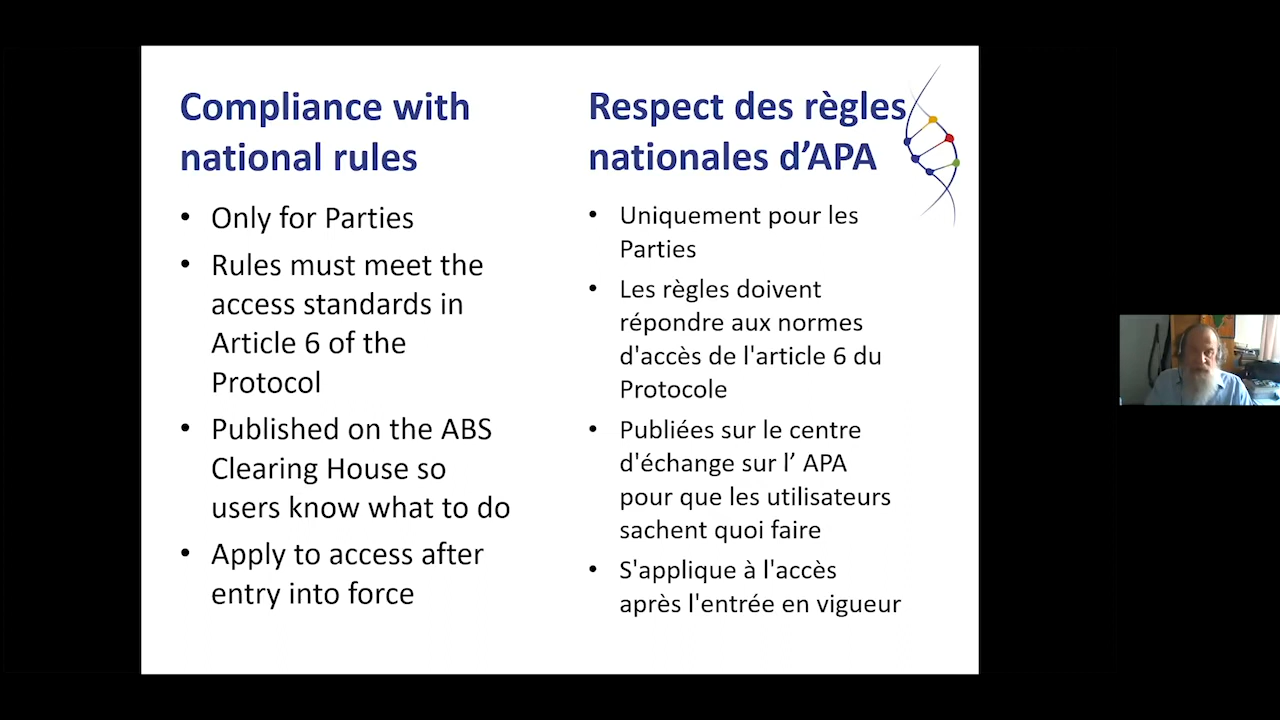 Compliance with
national rules
• Only for Parties
• Rules must meet the
access standards in
Article 6 of the
Protocol
• Published on the ABS
Clearing House so
users know what to do
• Apply to access after
entry into force
Respect des règles
nationales d’APA
• Uniquement pour les
Parties
• Les règles doivent
répondre aux normes
d'accès de l'article 6 du
Protocole
• Publiées sur le centre
d'échange sur l’ APA
pour que les utilisateurs
sachent quoi faire
• S'applique à l'accès
après l'entrée en vigueur